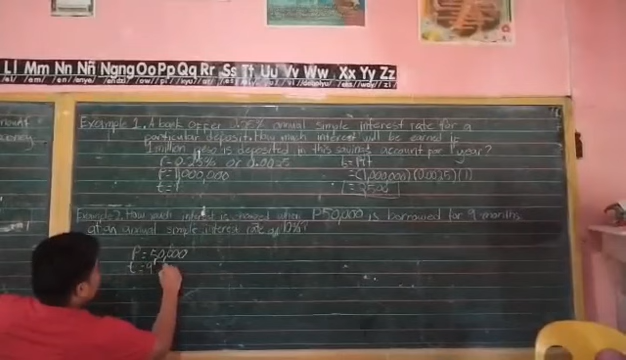 Ll Mm Nn Ññ Ngng Oo Pp Qq Rr Ss Tt Uu Vv Ww Xx Yy Zz
Example 1. A bank offer 0.25% annual simple interest rate for a
particular deposit. How much interest will be earned if
1 million peso is deposited in this savings account for 1 year?
r = 0.25% or 0.0025
P = 1,000,000
t = 1
Is = Prt
= (1,000,000)(0.0025)(1)
= 2,500
Example 2. How much interest is charged when P50,000 is borrowed for 9 months
at an annual simple interest rate of 12%?
P = 50,000
t = 9